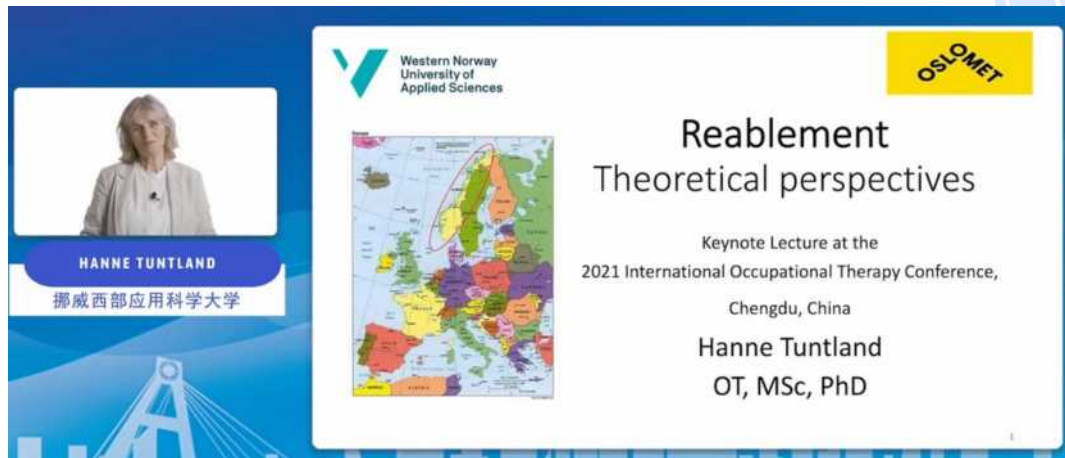 HANNE TUNTLAND
挪威西部应用科学大学
Western Norway
University of
Applied Sciences
OSLOMET
Reablement
Theoretical perspectives
Keynote Lecture at the
2021 International Occupational Therapy Conference,
Chengdu, China
Hanne Tuntland
OT, MSc, PhD
1